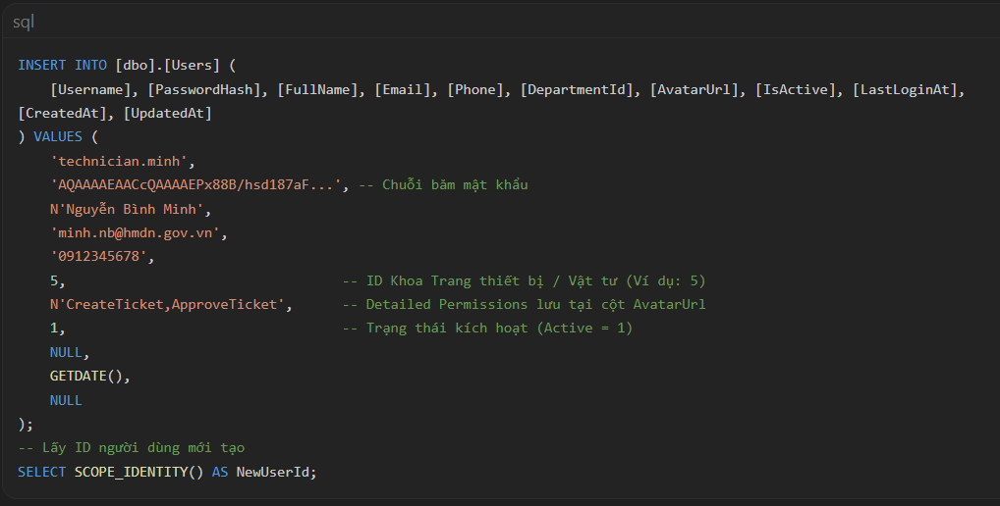 sql
INSERT INTO [dbo].[Users] (
    [Username], [PasswordHash], [FullName], [Email], [Phone], [DepartmentId], [AvatarUrl], [IsActive], [LastLoginAt],
[CreatedAt], [UpdatedAt]
) VALUES (
    'technician.minh',
    'AQAAAAEAACcQAAAAEPx88B/hsd187aF...', -- Chuỗi băm mật khẩu
    N'Nguyễn Bình Minh',
    'minh.nb@hmdn.gov.vn',
    '0912345678',
    5,                                  -- ID Khoa Trang thiết bị / Vật tư (Ví dụ: 5)
    N'CreateTicket,ApproveTicket',      -- Detailed Permissions lưu tại cột AvatarUrl
    1,                                  -- Trạng thái kích hoạt (Active = 1)
    NULL,
    GETDATE(),
    NULL
);
-- Lấy ID người dùng mới tạo
SELECT SCOPE_IDENTITY() AS NewUserId;